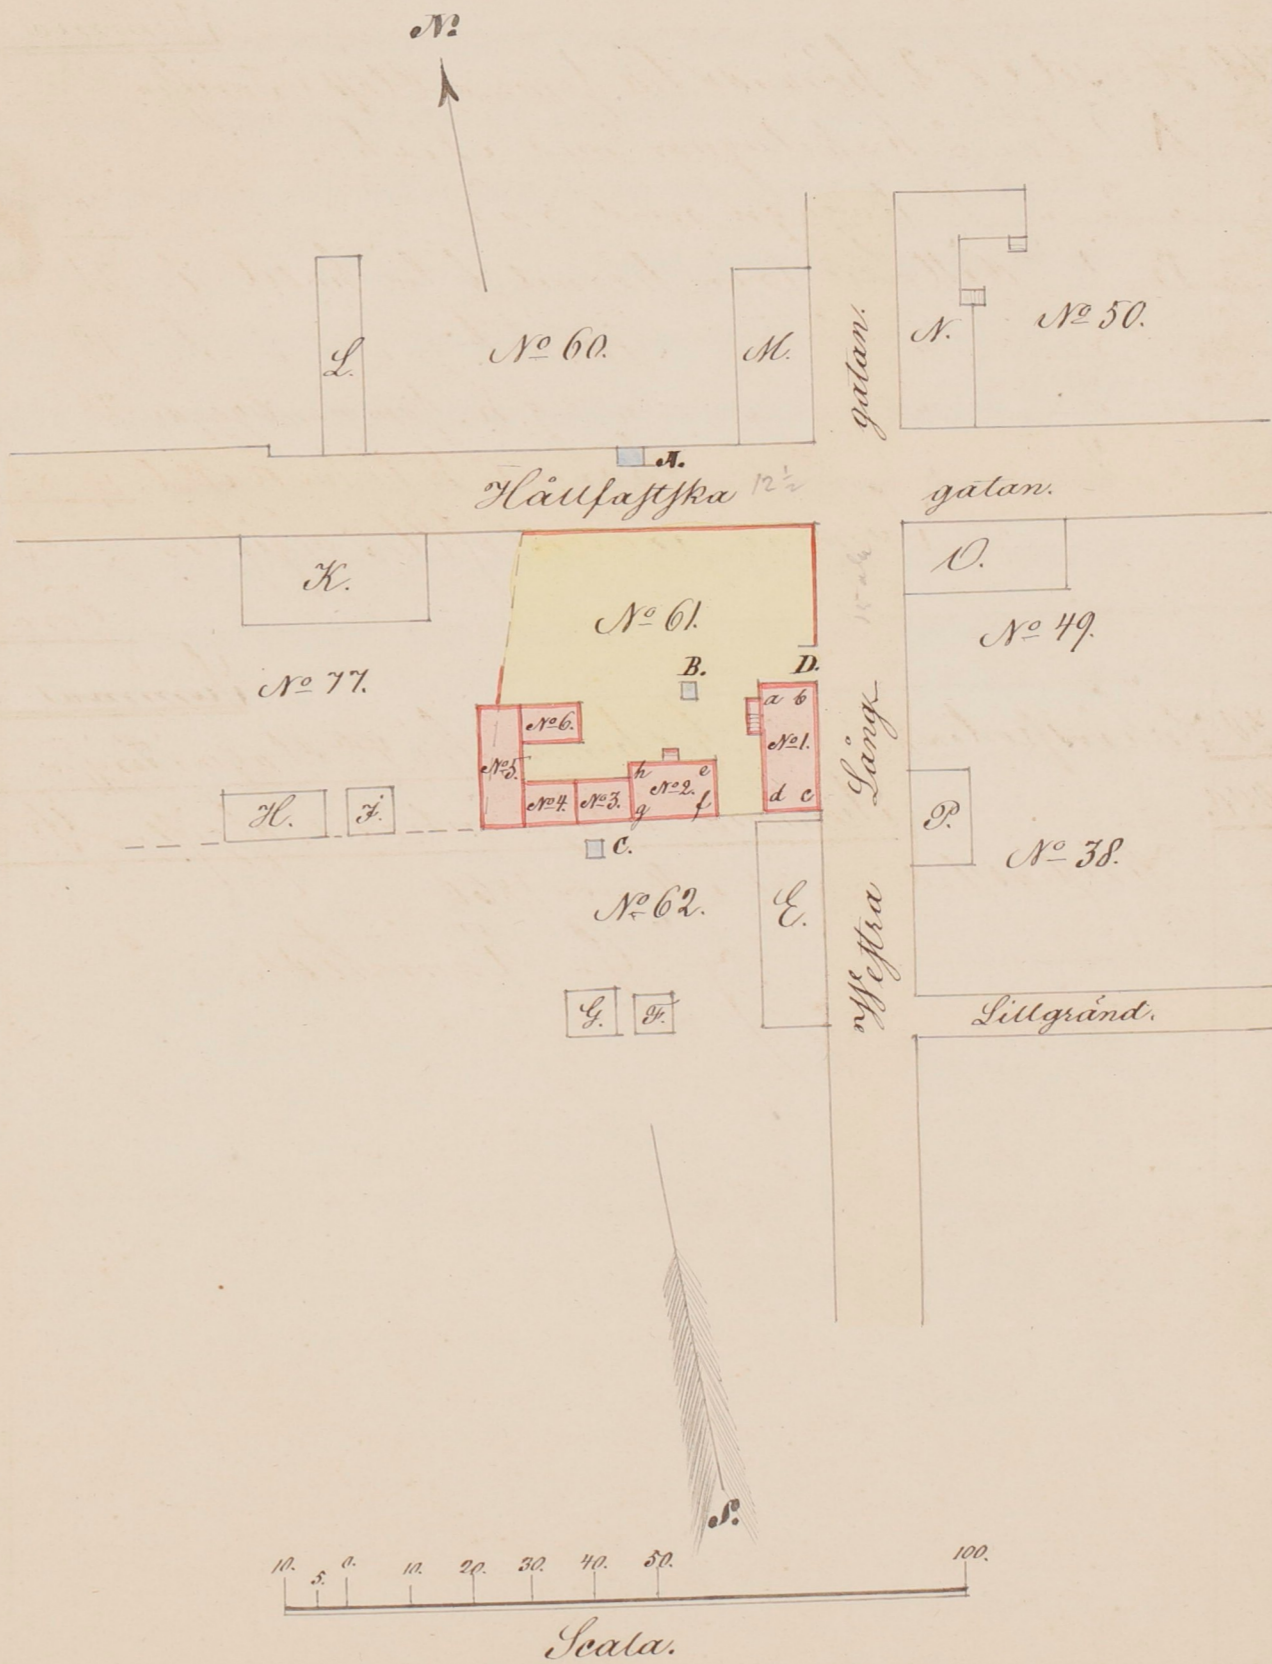 N.
N.
No 50.
L.
No 60.
M.
gatan.
A.
Hållfastska 12 ½
gatan.
K.
O.
No 61.
No 49.
No 77.
B.
D.
a b
No 6.
No 1.
Lång
No 5.
h e
No 2.
g f
No 4.
No 3.
d c
H.
F.
P.
C.
No 38.
No 62.
E.
Westra
G.
F.
Lillgränd.
S.
10. 5. 0. 10. 20. 30. 40. 50. 100.
Scala.